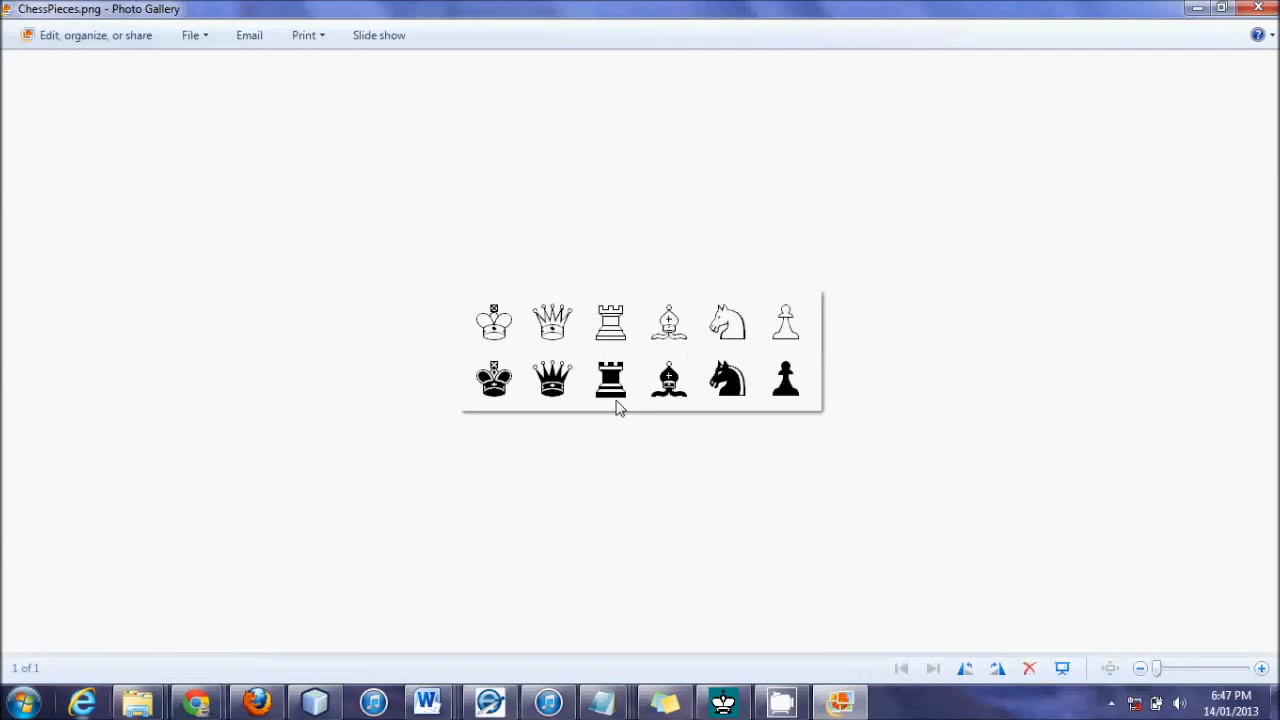 ChessPieces.png - Photo Gallery
Edit, organize, or share File Email Print Slide show
1 of 1
6:47 PM
14/01/2013